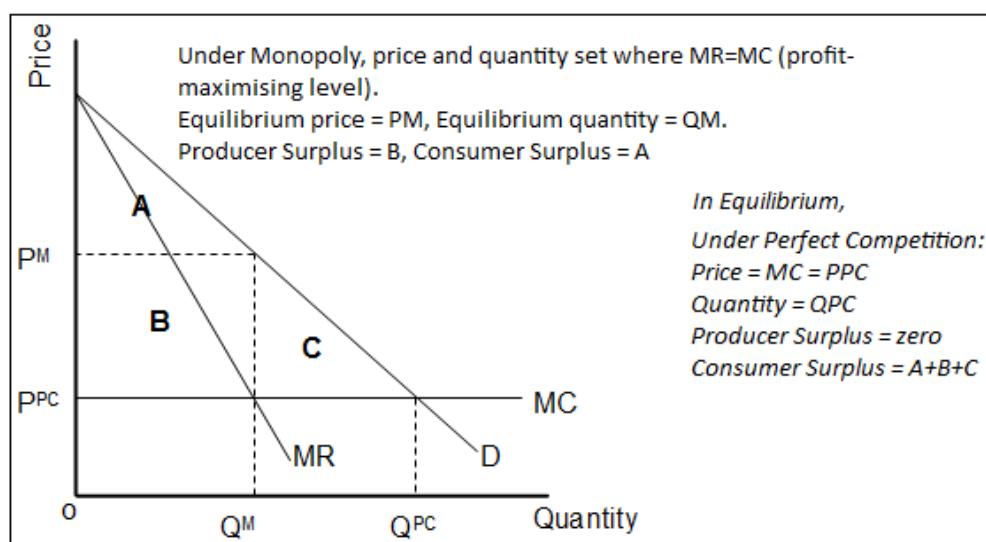 Price
Under Monopoly, price and quantity set where MR=MC (profit-
maximising level).
Equilibrium price = PM, Equilibrium quantity = QM.
Producer Surplus = B, Consumer Surplus = A
In Equilibrium,
Under Perfect Competition:
Price = MC = PPC
Quantity = QPC
Producer Surplus = zero
Consumer Surplus = A+B+C
A
PM
B
C
PPC
MC
MR
D
o
QM
QPC
Quantity